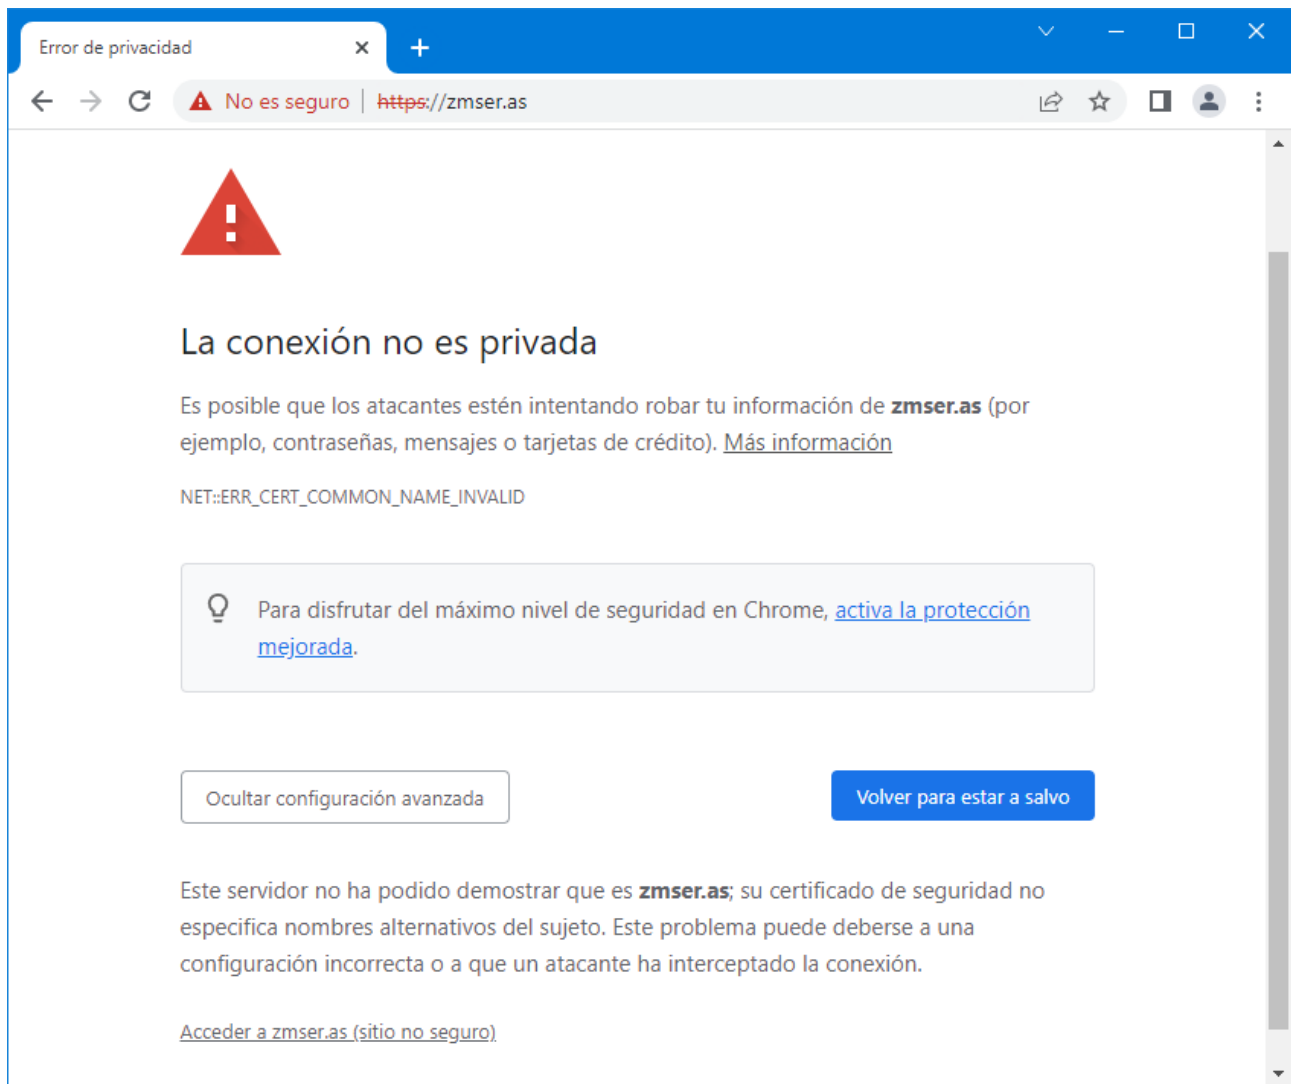 Error de privacidad
No es seguro https://zmser.as
La conexión no es privada
Es posible que los atacantes estén intentando robar tu información de zmser.as (por
ejemplo, contraseñas, mensajes o tarjetas de crédito). Más información
NET::ERR_CERT_COMMON_NAME_INVALID
Para disfrutar del máximo nivel de seguridad en Chrome, activa la protección
mejorada.
Ocultar configuración avanzada
Volver para estar a salvo
Este servidor no ha podido demostrar que es zmser.as; su certificado de seguridad no
especifica nombres alternativos del sujeto. Este problema puede deberse a una
configuración incorrecta o a que un atacante ha interceptado la conexión.
Acceder a zmser.as (sitio no seguro)